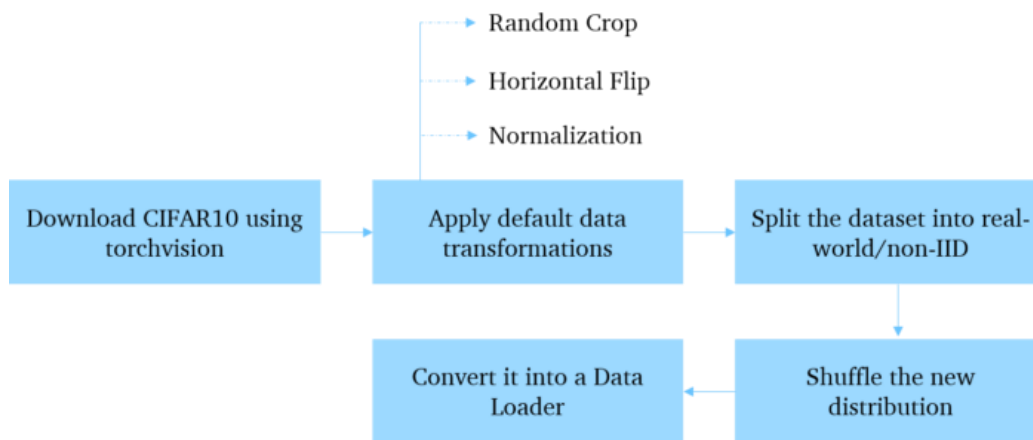 Random Crop
Horizontal Flip
Normalization
Download CIFAR10 using
torchvision
Apply default data
transformations
Split the dataset into real-
world/non-IID
Shuffle the new
distribution
Convert it into a Data
Loader